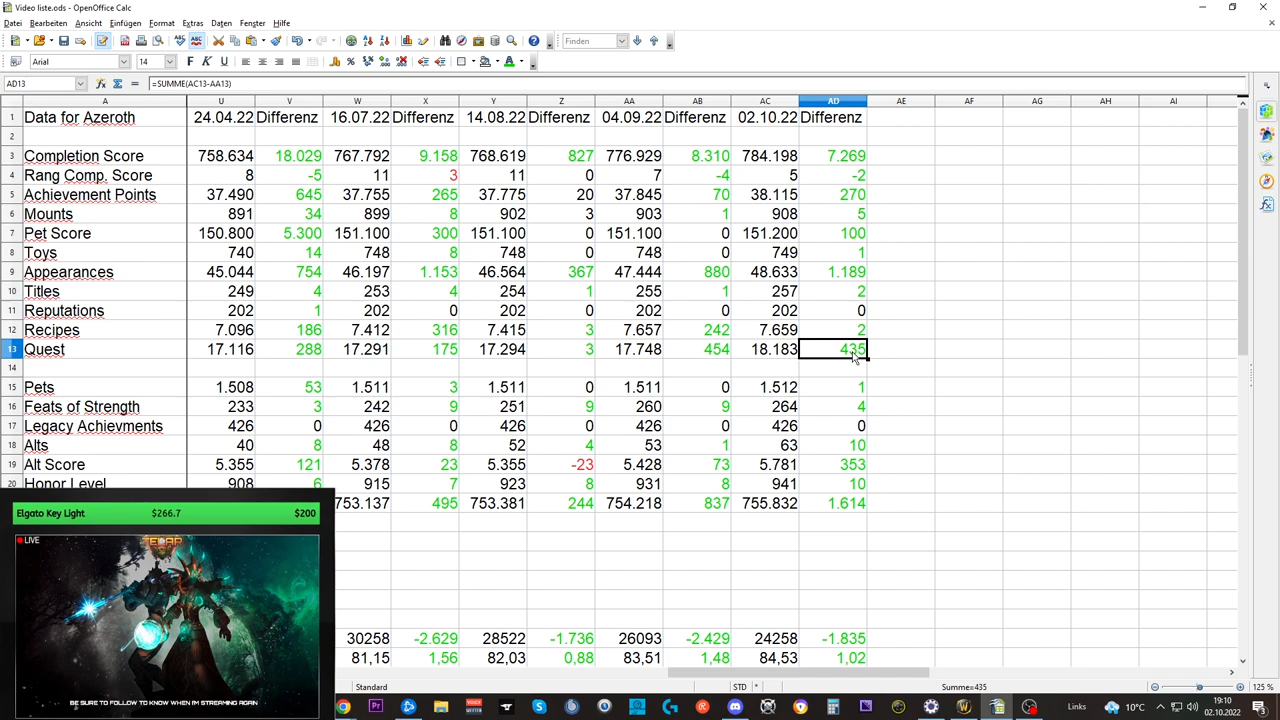 Video liste.ods - OpenOffice Calc
Datei Bearbeiten Ansicht Einfügen Format Extras Daten Fenster Hilfe
Finden
Arial 14
AD13 =SUMME(AC13-AA13)
A U V W X Y Z AA AB AC AD AE AF AG AH AI
1 Data for Azeroth 24.04.22 Differenz 16.07.22 Differenz 14.08.22 Differenz 04.09.22 Differenz 02.10.22 Differenz
2
3 Completion Score 758.634 18.029 767.792 9.158 768.619 827 776.929 8.310 784.198 7.269
4 Rang Comp. Score 8 -5 11 3 11 0 7 -4 5 -2
5 Achievement Points 37.490 645 37.755 265 37.775 20 37.845 70 38.115 270
6 Mounts 891 34 899 8 902 3 903 1 908 5
7 Pet Score 150.800 5.300 151.100 300 151.100 0 151.100 0 151.200 100
8 Toys 740 14 748 8 748 0 748 0 749 1
9 Appearances 45.044 754 46.197 1.153 46.564 367 47.444 880 48.633 1.189
10 Titles 249 4 253 4 254 1 255 1 257 2
11 Reputations 202 1 202 0 202 0 202 0 202 0
12 Recipes 7.096 186 7.412 316 7.415 3 7.657 242 7.659 2
13 Quest 17.116 288 17.291 175 17.294 3 17.748 454 18.183 435
14
15 Pets 1.508 53 1.511 3 1.511 0 1.511 0 1.512 1
16 Feats of Strength 233 3 242 9 251 9 260 9 264 4
17 Legacy Achievments 426 0 426 0 426 0 426 0 426 0
18 Alts 40 8 48 8 52 4 53 1 63 10
19 Alt Score 5.355 121 5.378 23 5.355 -23 5.428 73 5.781 353
20 Honor Level 908 6 915 7 923 8 931 8 941 10
753.137 495 753.381 244 754.218 837 755.832 1.614
Elgato Key Light $266.7 $200
LIVE
BE SURE TO FOLLOW TO KNOW WHEN I'M STREAMING AGAIN
30258 -2.629 28522 -1.736 26093 -2.429 24258 -1.835
81,15 1,56 82,03 0,88 83,51 1,48 84,53 1,02
Standard STD * Summe=435 125 %
Links 10°C 19:10
02.10.2022